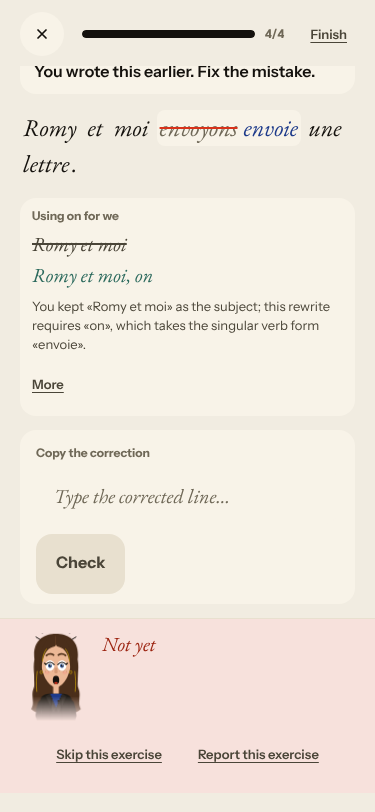 ✕ 4/4 Finish
You wrote this earlier. Fix the mistake.
Romy et moi envoyons envoie une
lettre.
Using on for we
Romy et moi
Romy et moi, on
You kept «Romy et moi» as the subject; this rewrite
requires «on», which takes the singular verb form
«envoie».
More
Copy the correction
Type the corrected line...
Check
Not yet
Skip this exercise Report this exercise